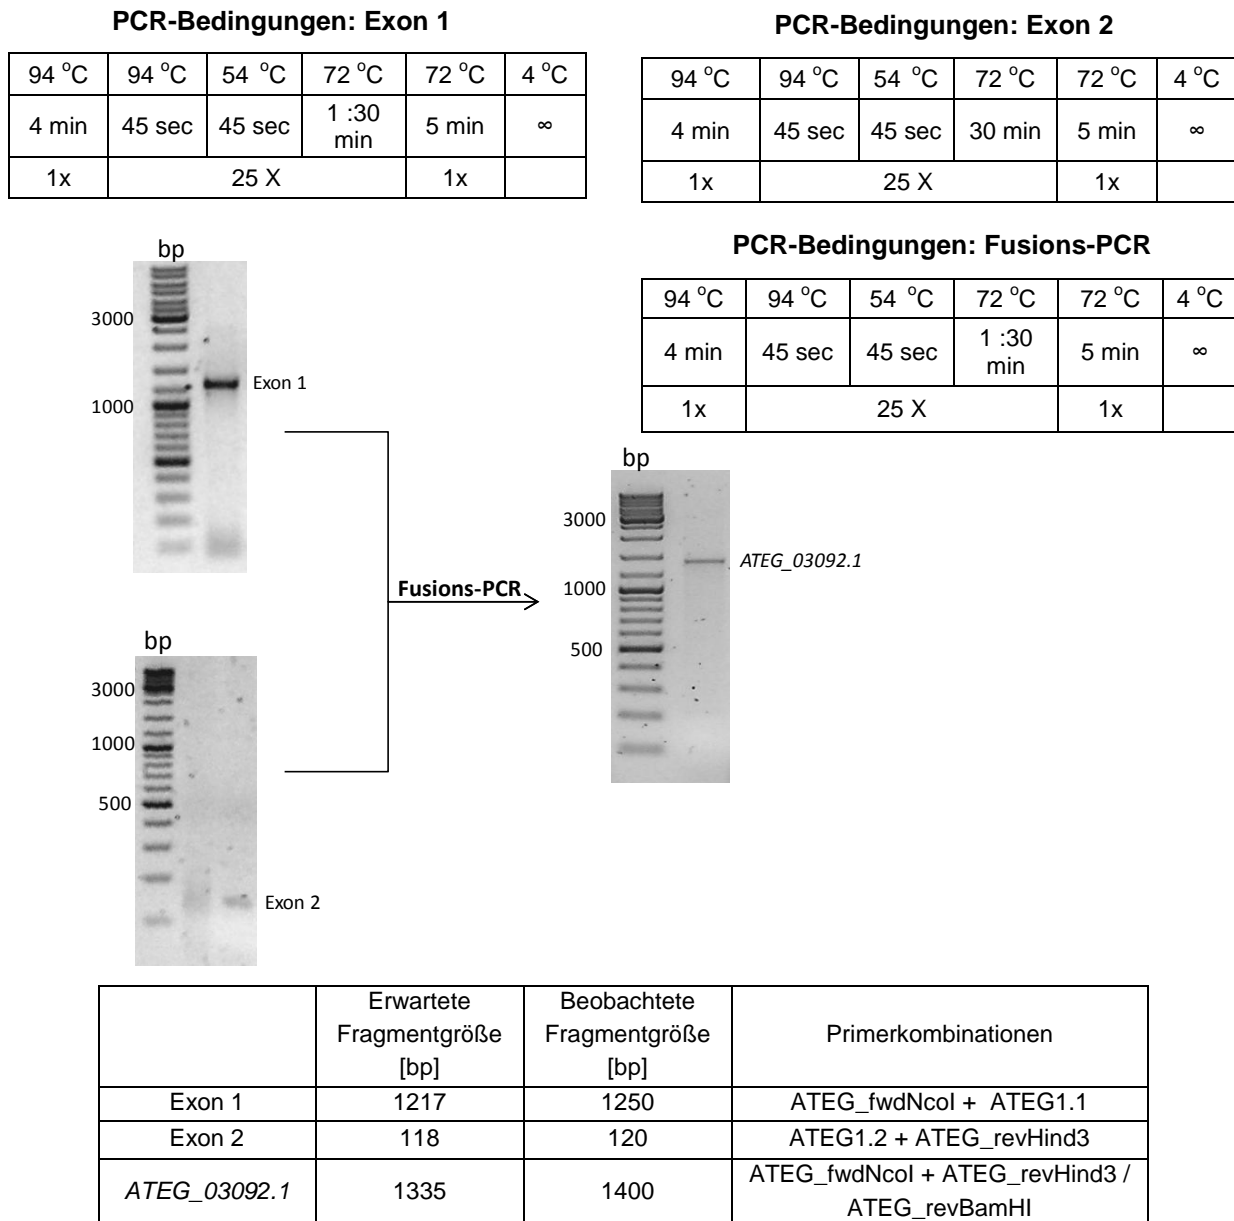 PCR-Bedingungen: Exon 1
94 °C 94 °C 54 °C 72 °C 72 °C 4 °C
4 min 45 sec 45 sec 1 :30 min 5 min ∞
1x 25 X 1x
PCR-Bedingungen: Exon 2
94 °C 94 °C 54 °C 72 °C 72 °C 4 °C
4 min 45 sec 45 sec 30 min 5 min ∞
1x 25 X 1x
PCR-Bedingungen: Fusions-PCR
94 °C 94 °C 54 °C 72 °C 72 °C 4 °C
4 min 45 sec 45 sec 1 :30 min 5 min ∞
1x 25 X 1x
bp
3000
Exon 1
1000
Fusions-PCR
bp
3000
1000
500
Exon 2
bp
3000
ATEG_03092.1
1000
500
Erwartete Fragmentgröße [bp] Beobachtete Fragmentgröße [bp] Primerkombinationen
Exon 1 1217 1250 ATEG_fwdNcoI + ATEG1.1
Exon 2 118 120 ATEG1.2 + ATEG_revHind3
ATEG_03092.1 1335 1400 ATEG_fwdNcoI + ATEG_revHind3 / ATEG_revBamHI